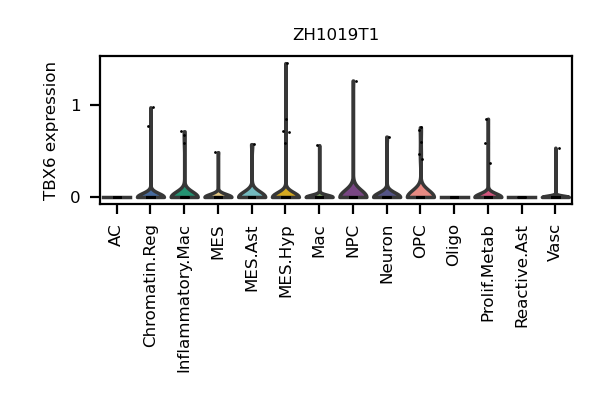 ZH1019T1
TBX6 expression
1
0
AC
Chromatin.Reg
Inflammatory.Mac
MES
MES.Ast
MES.Hyp
Mac
NPC
Neuron
OPC
Oligo
Prolif.Metab
Reactive.Ast
Vasc